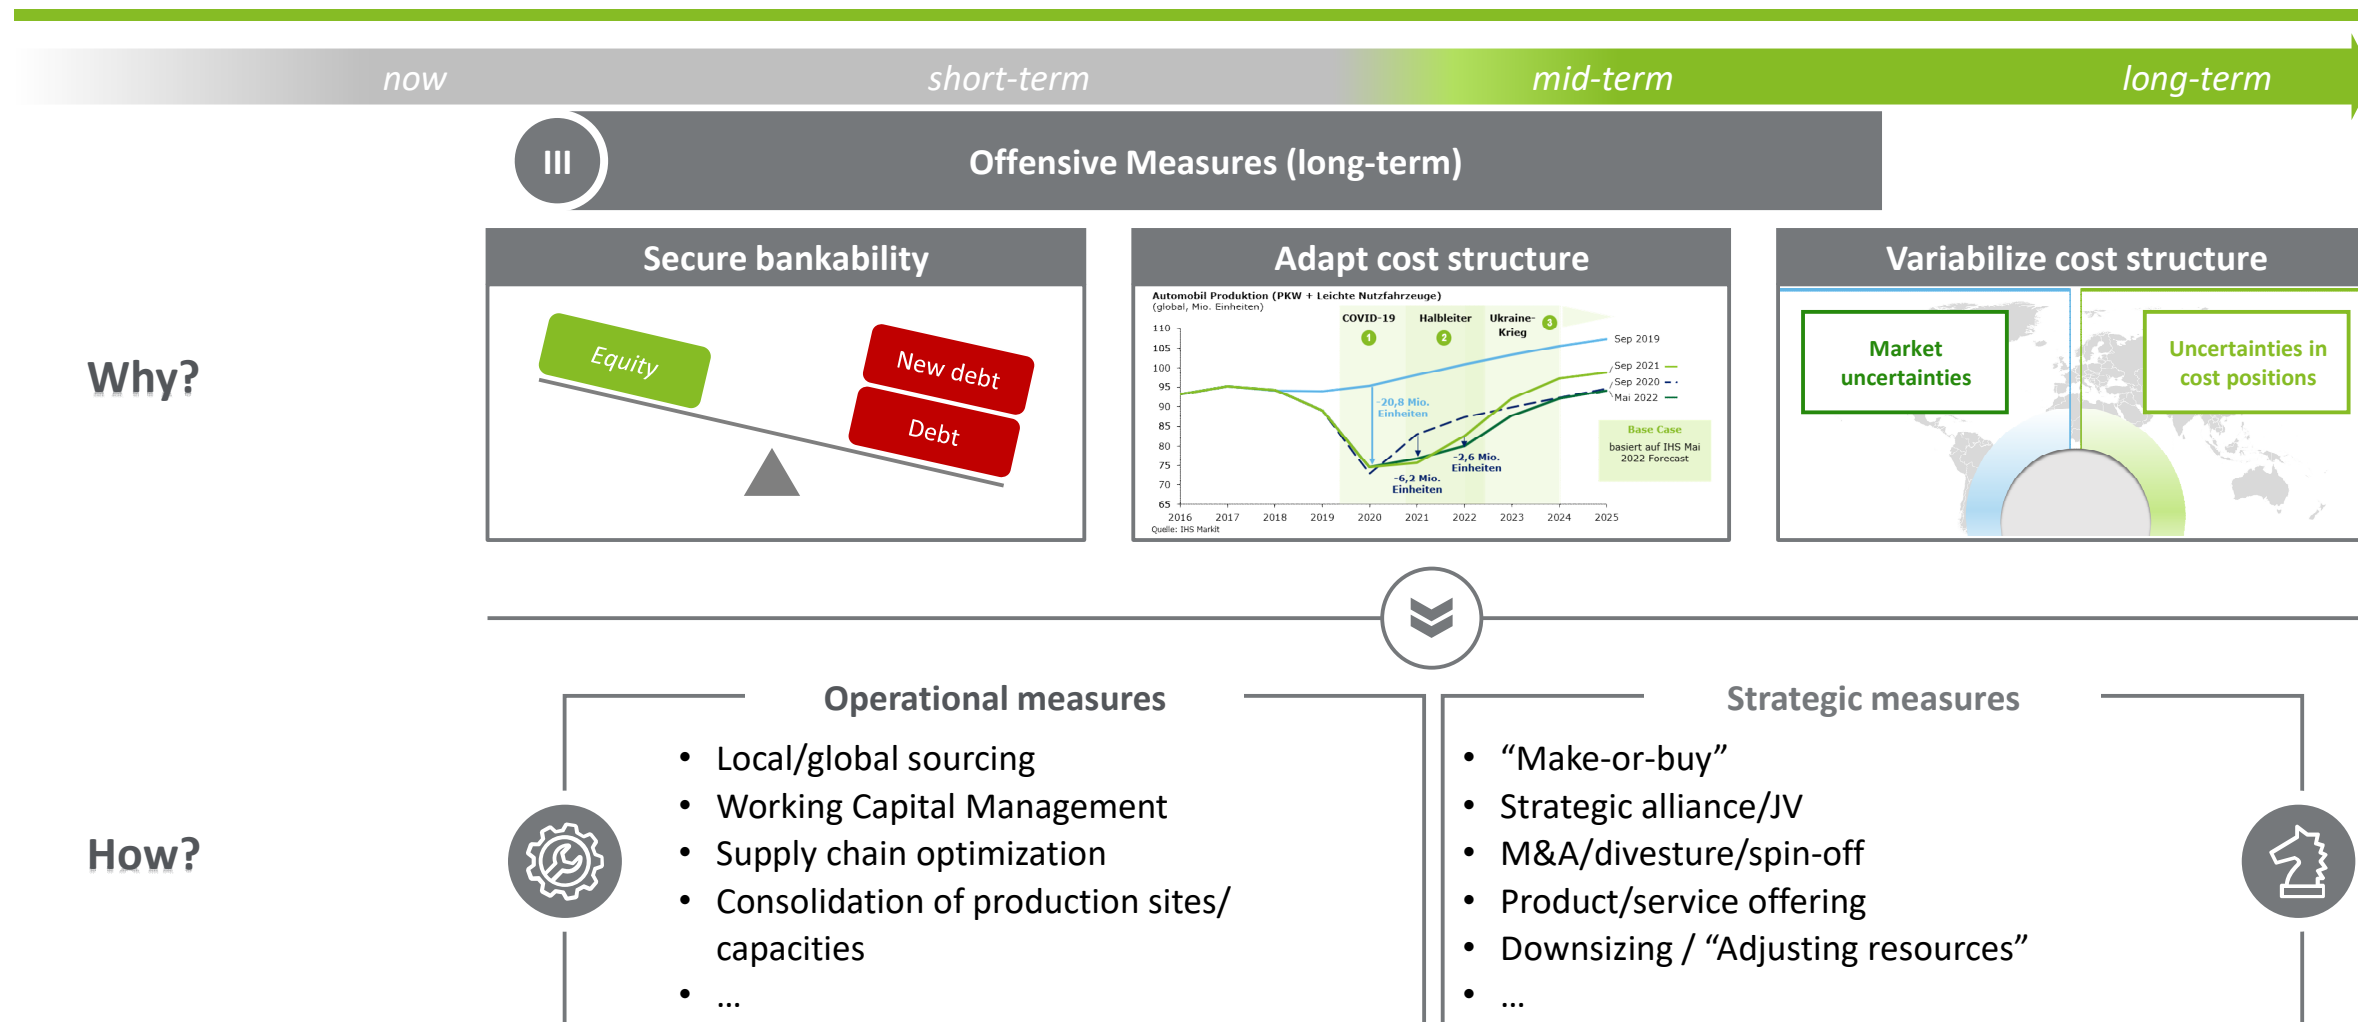 now
short-term
mid-term
long-term
III
Offensive Measures (long-term)
Why?
Secure bankability
Equity
New debt
Debt
Adapt cost structure
Automobil Produktion (PKW + Leichte Nutzfahrzeuge)
(global, Mio. Einheiten)
COVID-19
1
Halbleiter
2
Ukraine-
Krieg
3
110
105
100
95
90
85
80
75
70
65
-20,8 Mio.
Einheiten
-6,2 Mio.
Einheiten
-2,6 Mio.
Einheiten
Sep 2019
Sep 2021
Sep 2020
Mai 2022
Base Case
basiert auf IHS Mai
2022 Forecast
2016 2017 2018 2019 2020 2021 2022 2023 2024 2025
Quelle: IHS Markit
Variabilize cost structure
Market
uncertainties
Uncertainties in
cost positions
How?
Operational measures
• Local/global sourcing
• Working Capital Management
• Supply chain optimization
• Consolidation of production sites/
capacities
• …
Strategic measures
• “Make-or-buy”
• Strategic alliance/JV
• M&A/divesture/spin-off
• Product/service offering
• Downsizing / “Adjusting resources”
• …